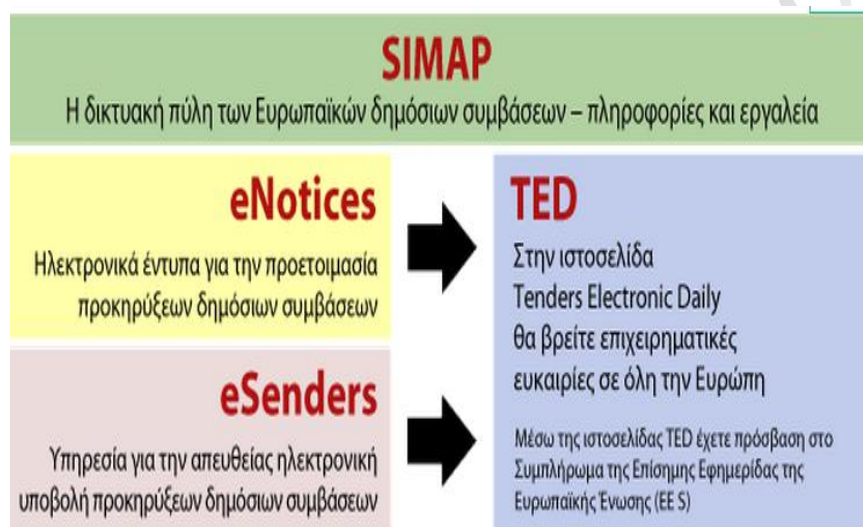 SIMAP
Η δικτυακή πύλη των Ευρωπαϊκών δημόσιων συμβάσεων – πληροφορίες και εργαλεία
eNotices
Ηλεκτρονικά έντυπα για την προετοιμασία
προκηρύξεων δημόσιων συμβάσεων
eSenders
Υπηρεσία για την απευθείας ηλεκτρονική
υποβολή προκηρύξεων δημόσιων συμβάσεων
TED
Στην ιστοσελίδα
Tenders Electronic Daily
θα βρείτε επιχειρηματικές
ευκαιρίες σε όλη την Ευρώπη
Μέσω της ιστοσελίδας TED έχετε πρόσβαση στο
Συμπλήρωμα της Επίσημης Εφημερίδας της
Ευρωπαϊκής Ένωσης (ΕΕ S)